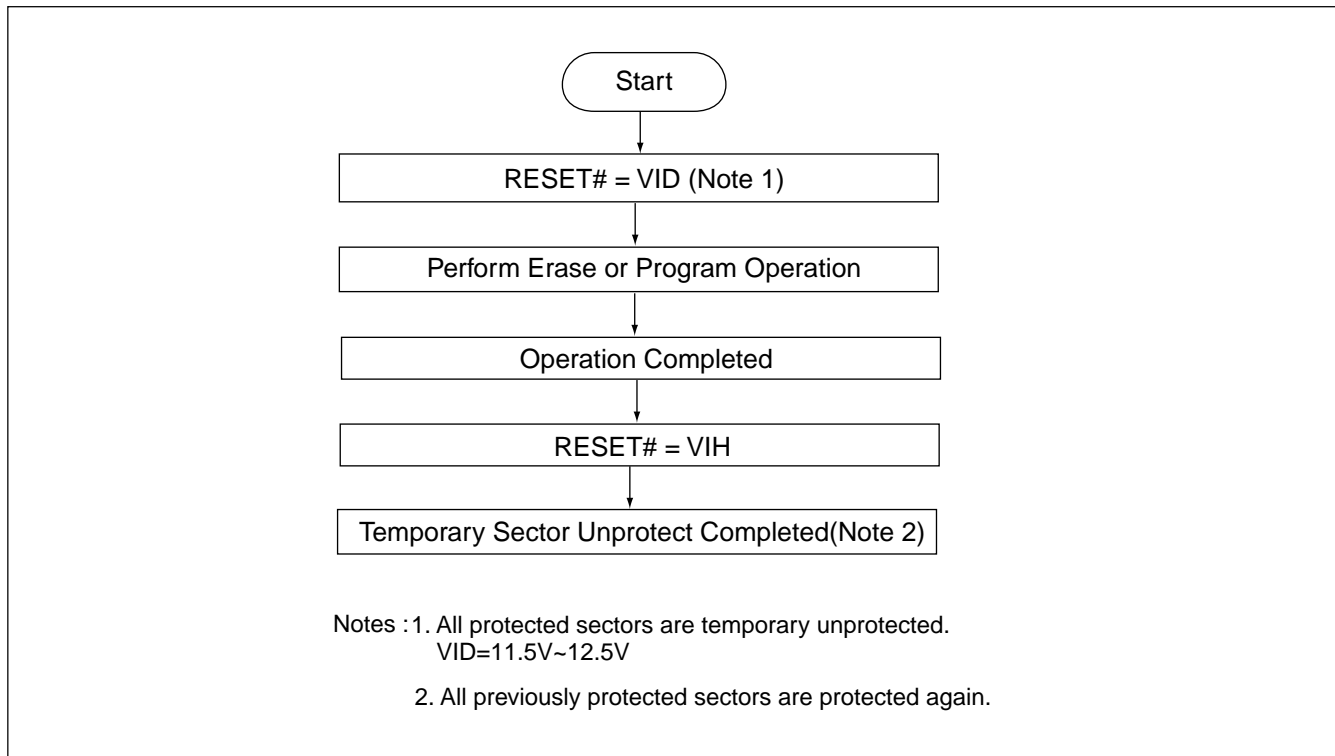 Start
RESET# = VID (Note 1)
Perform Erase or Program Operation
Operation Completed
RESET# = VIH
Temporary Sector Unprotect Completed(Note 2)
Notes : 1. All protected sectors are temporary unprotected.
VID=11.5V~12.5V
2. All previously protected sectors are protected again.